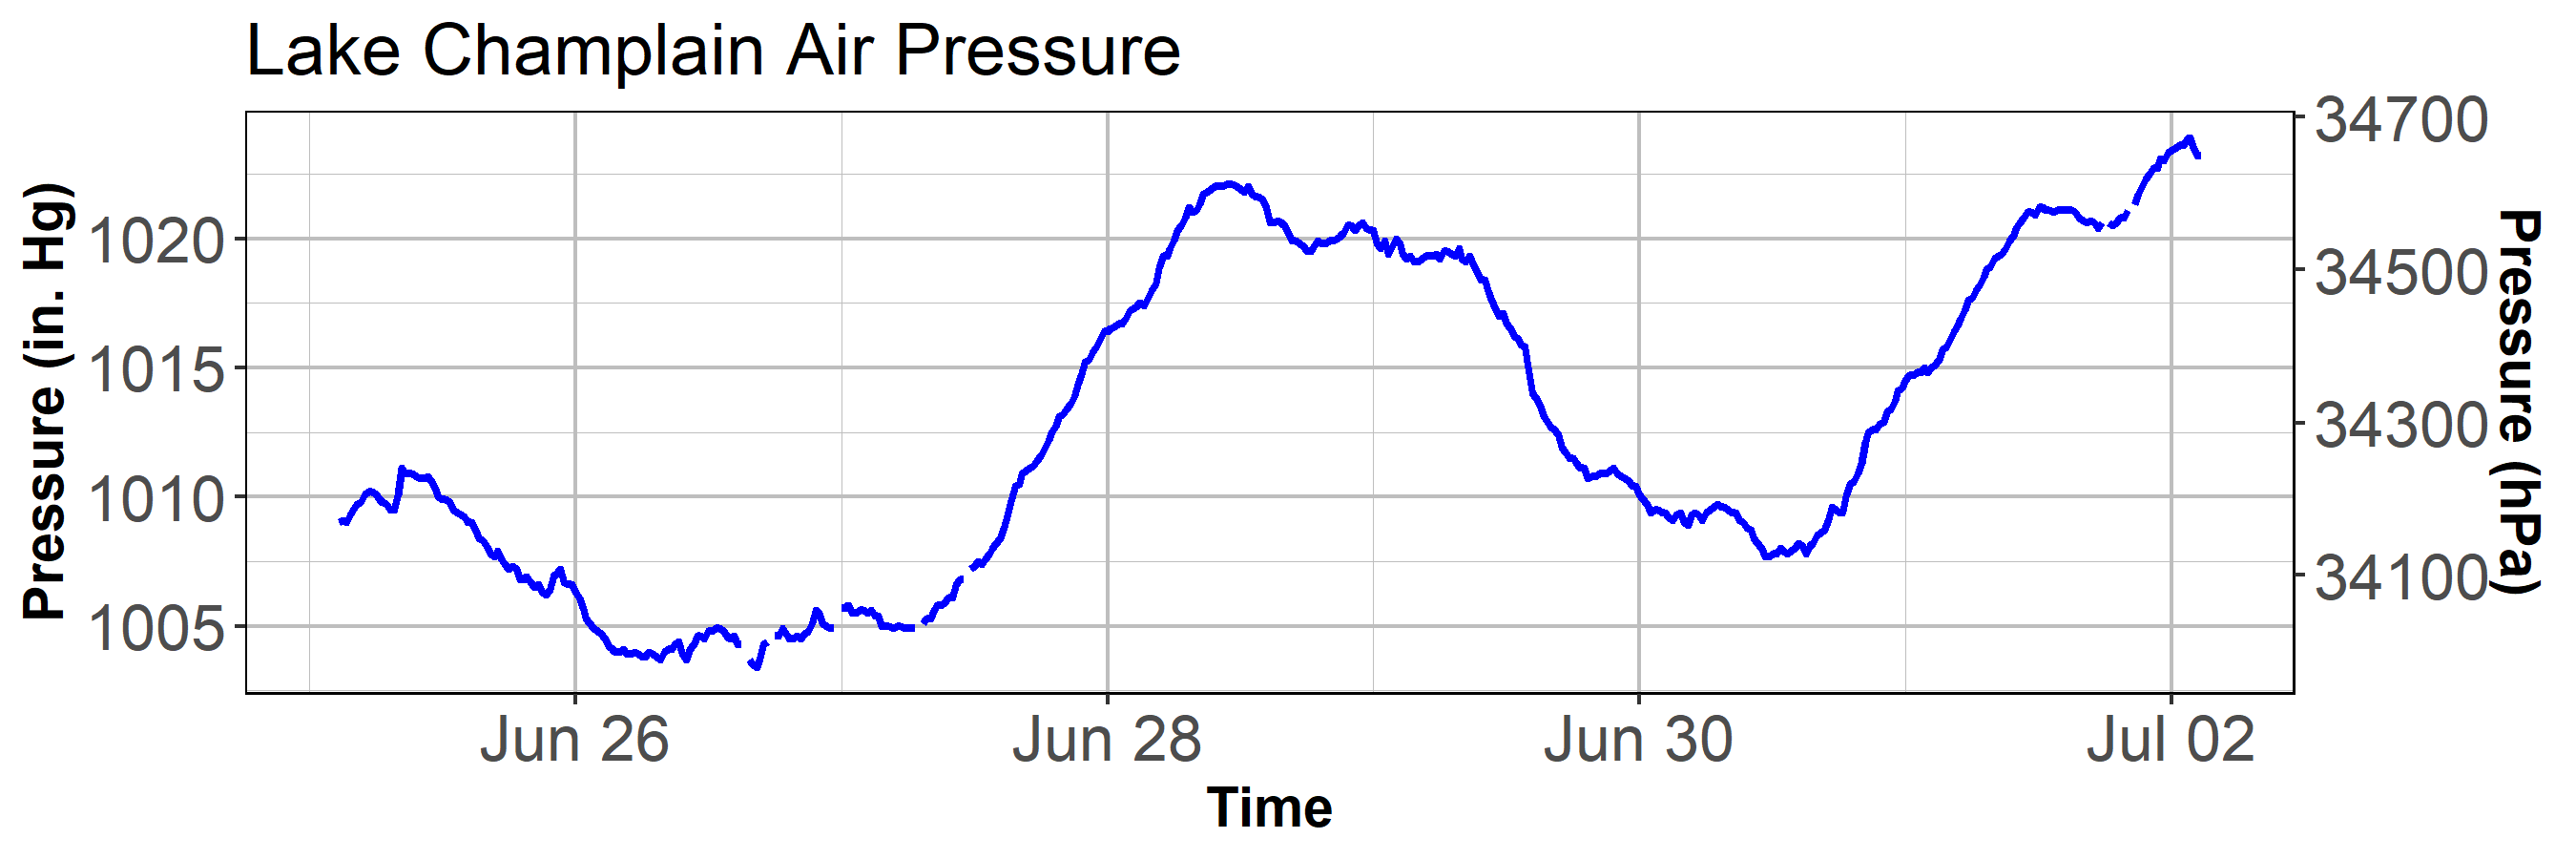 Lake Champlain Air Pressure
Pressure (in. Hg)
1020
1015
1010
1005
34700
34500
34300
34100
Pressure (hPa)
Jun 26
Jun 28
Jun 30
Jul 02
Time